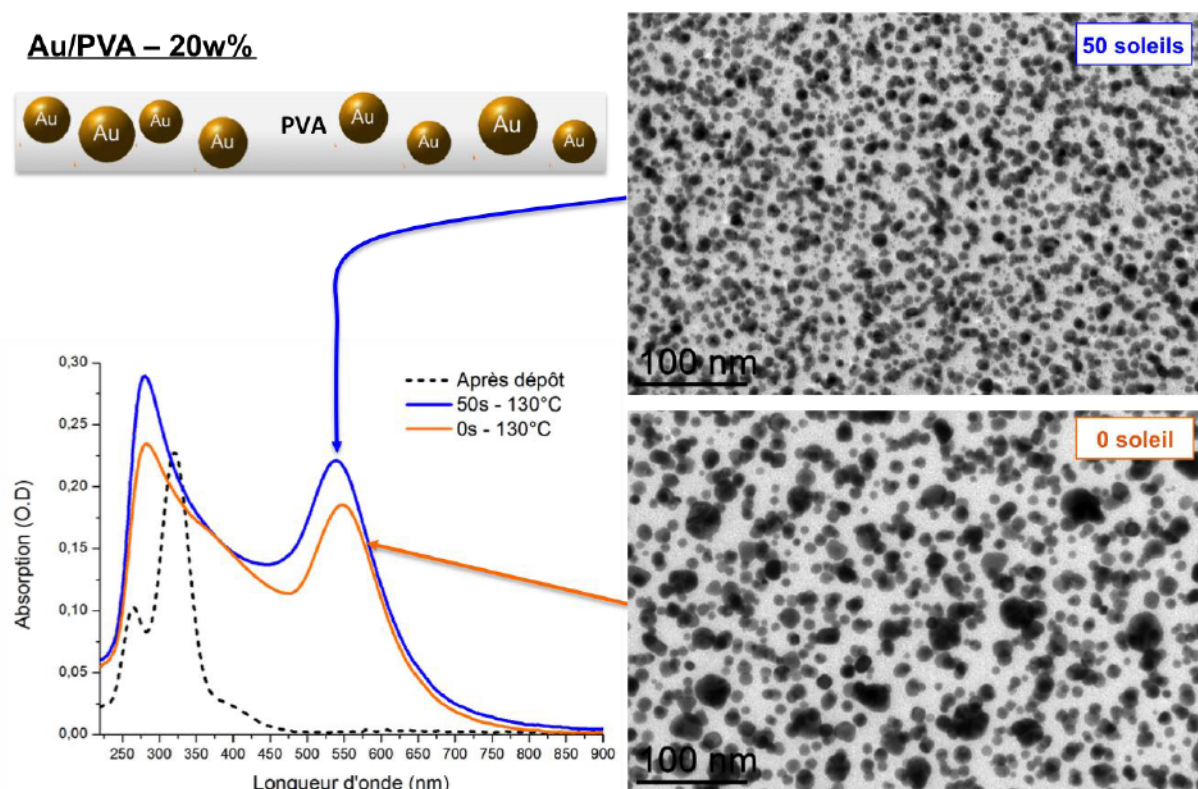 Au/PVA – 20w%
Au
Au
Au
Au
PVA
Au
Au
Au
Au
50 soleils
100 nm
0,30
0,25
0,20
0,15
0,10
0,05
0,00
Absorption (O.D)
Après dépôt
50s - 130°C
0s - 130°C
250 300 350 400 450 500 550 600 650 700 750 800 850 900
Longueur d'onde (nm)
0 soleil
100 nm